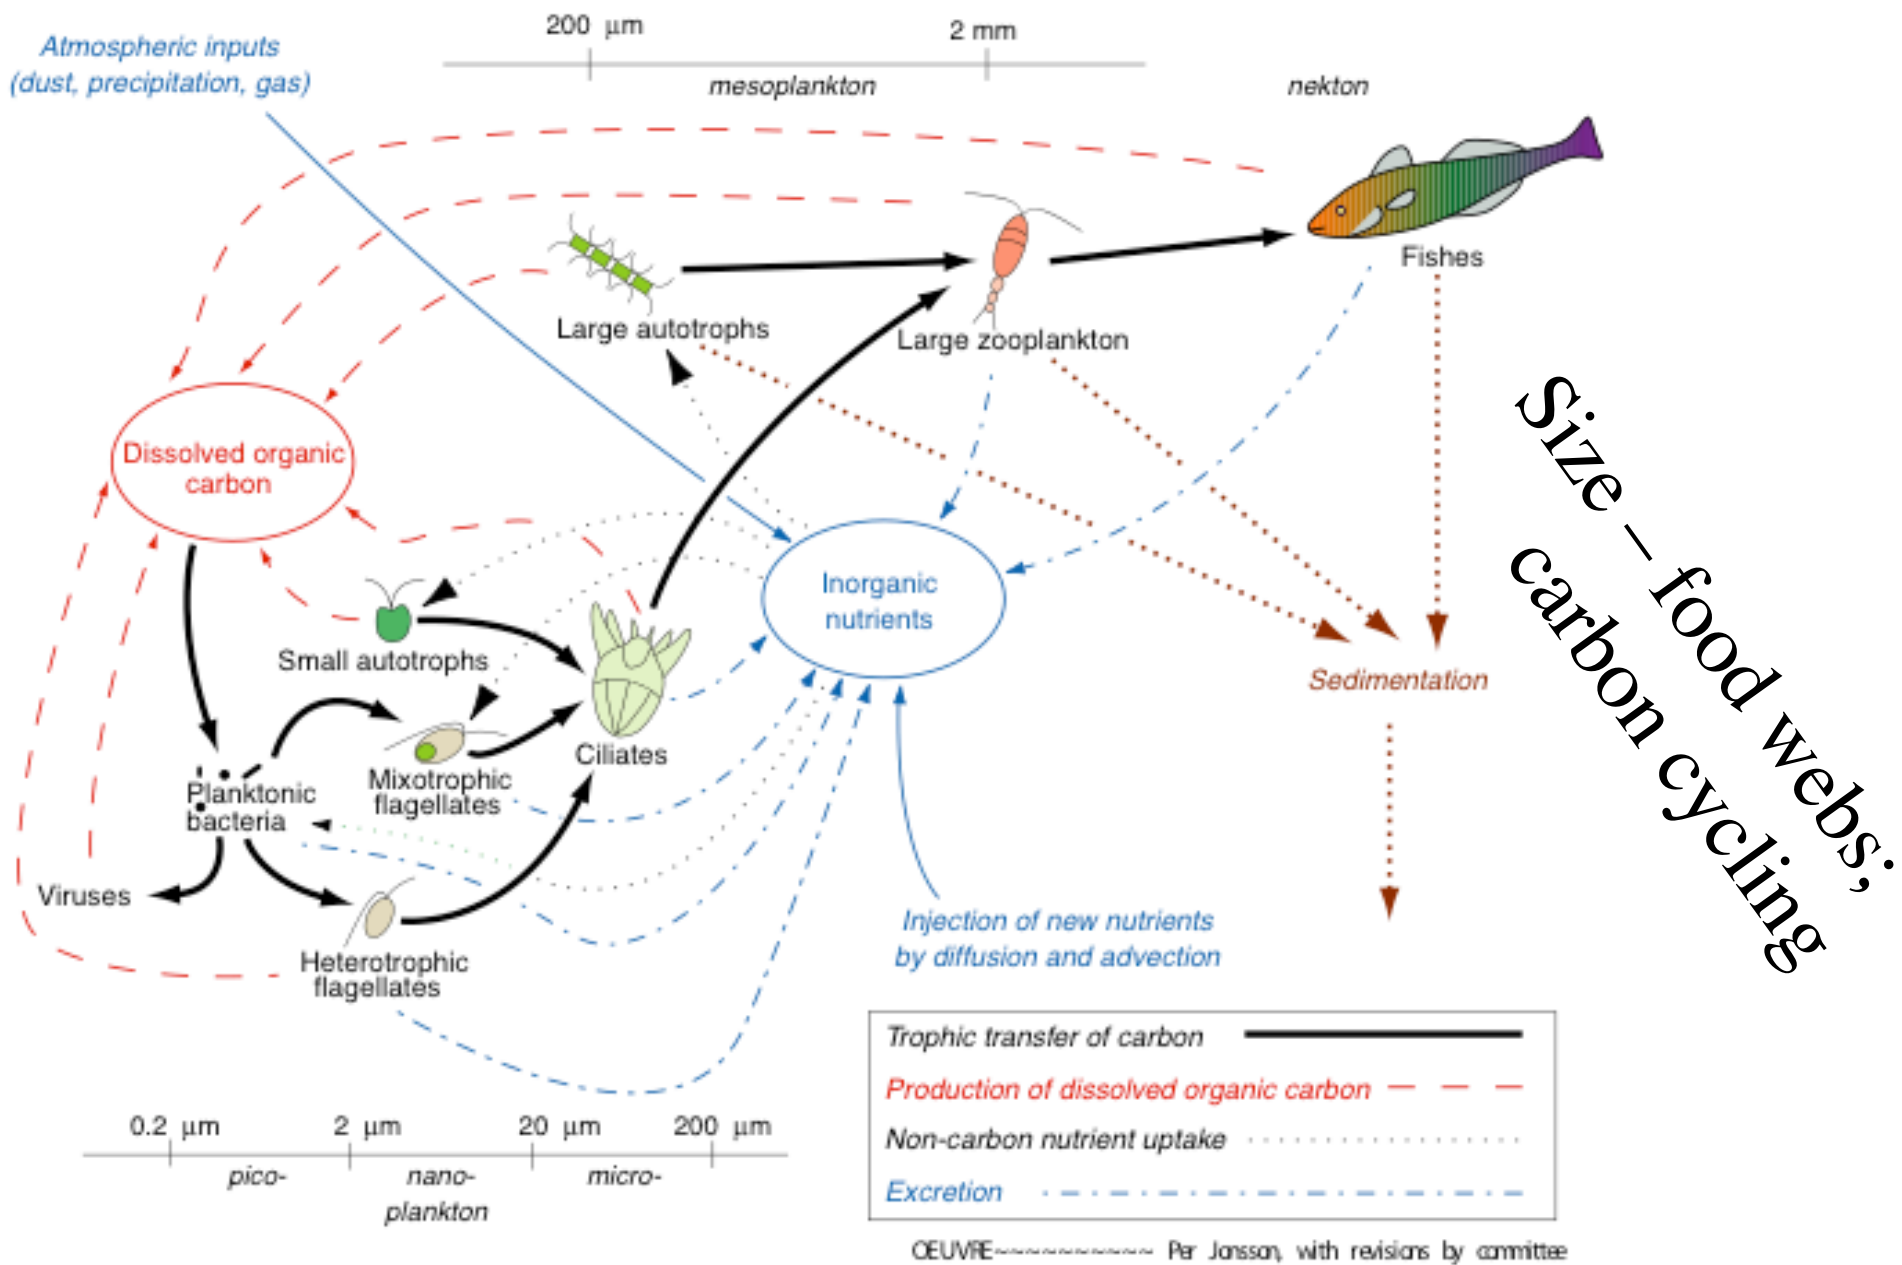 200 μm
2 mm
mesoplankton
nekton
Atmospheric inputs
(dust, precipitation, gas)
Fishes
Large autotrophs
Large zooplankton
Dissolved organic
carbon
Inorganic
nutrients
Small autotrophs
Sedimentation
Ciliates
Mixotrophic
flagellates
Planktonic
bacteria
Viruses
Heterotrophic
flagellates
Injection of new nutrients
by diffusion and advection
Size – food webs;
carbon cycling
Trophic transfer of carbon
Production of dissolved organic carbon
Non-carbon nutrient uptake
Excretion
0.2 μm
2 μm
20 μm
200 μm
pico-
nano-
micro-
plankton
OEUVRE~~~~~~~~~~~ Per Jonsson, with revisions by committee